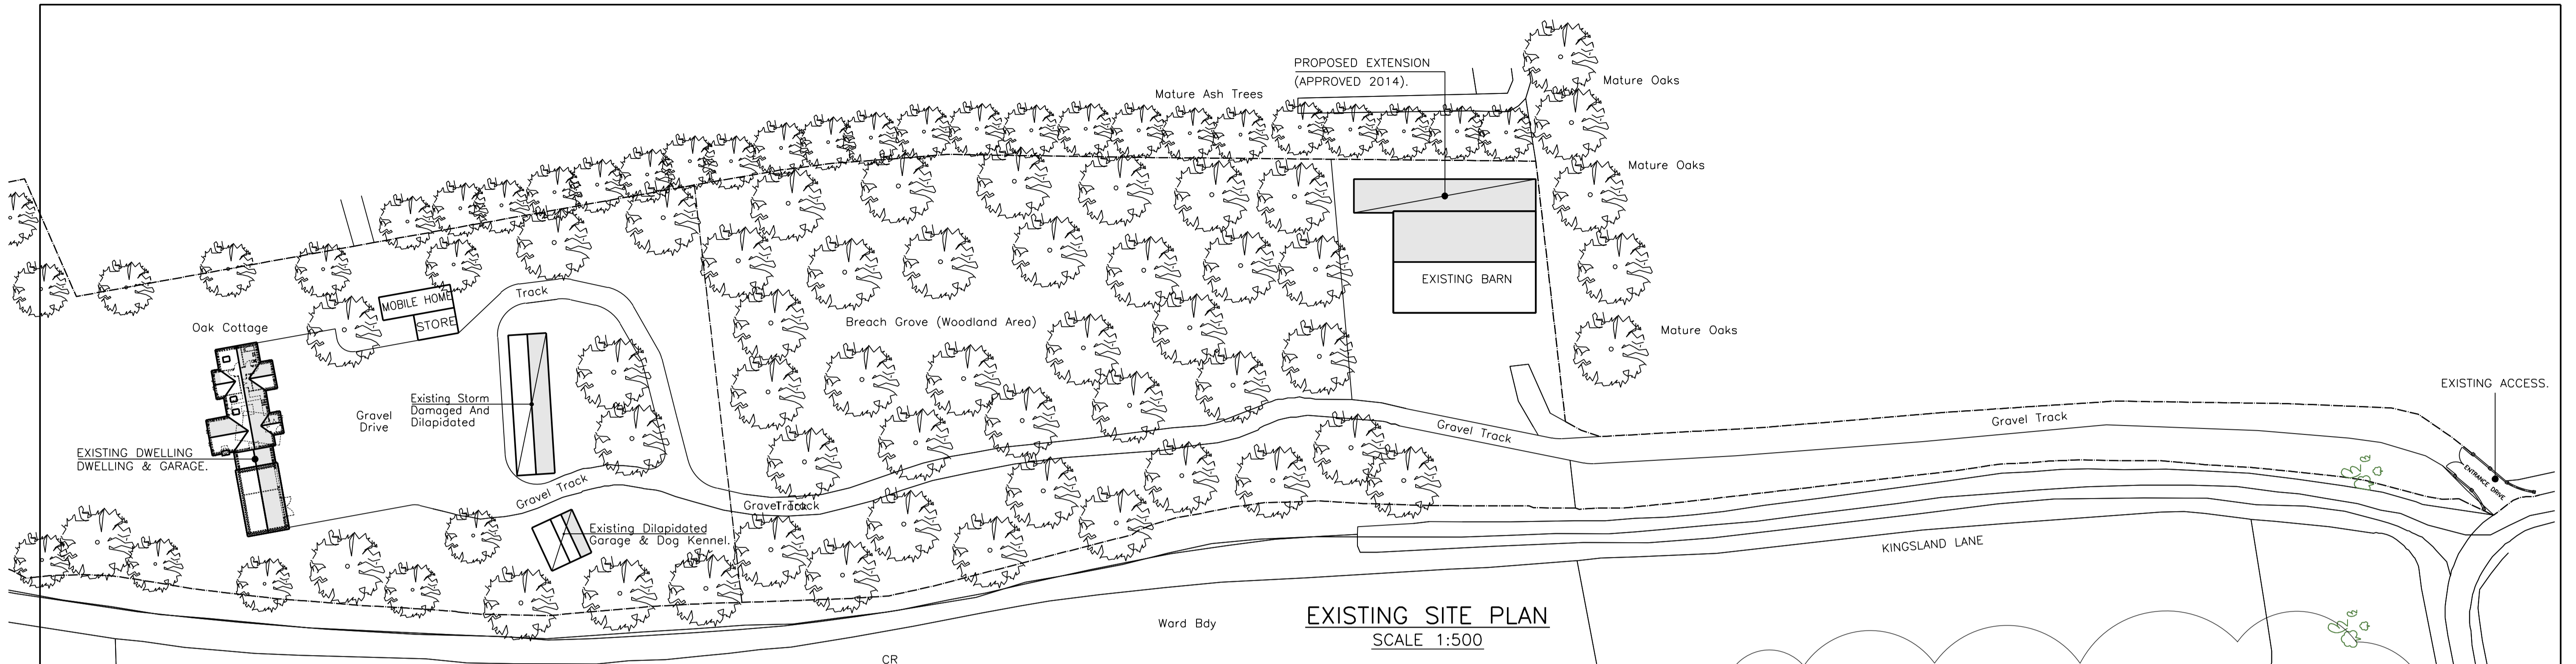 PROPOSED EXTENSION
(APPROVED 2014).
Mature Oaks
Mature Ash Trees
Mature Oaks
EXISTING BARN
Track
MOBILE HOME
STORE
Oak Cottage
Breach Grove (Woodland Area)
Mature Oaks
EXISTING ACCESS.
Existing Storm
Damaged And
Dilapidated
Gravel
Drive
Gravel Track
Gravel Track
EXISTING DWELLING
DWELLING & GARAGE.
ENTRANCE DRIVE
Gravel Track
Gravel Track
Track
Existing Dilapidated
Garage & Dog Kennel.
KINGSLAND LANE
EXISTING SITE PLAN
SCALE 1:500
Ward Bdy
CR